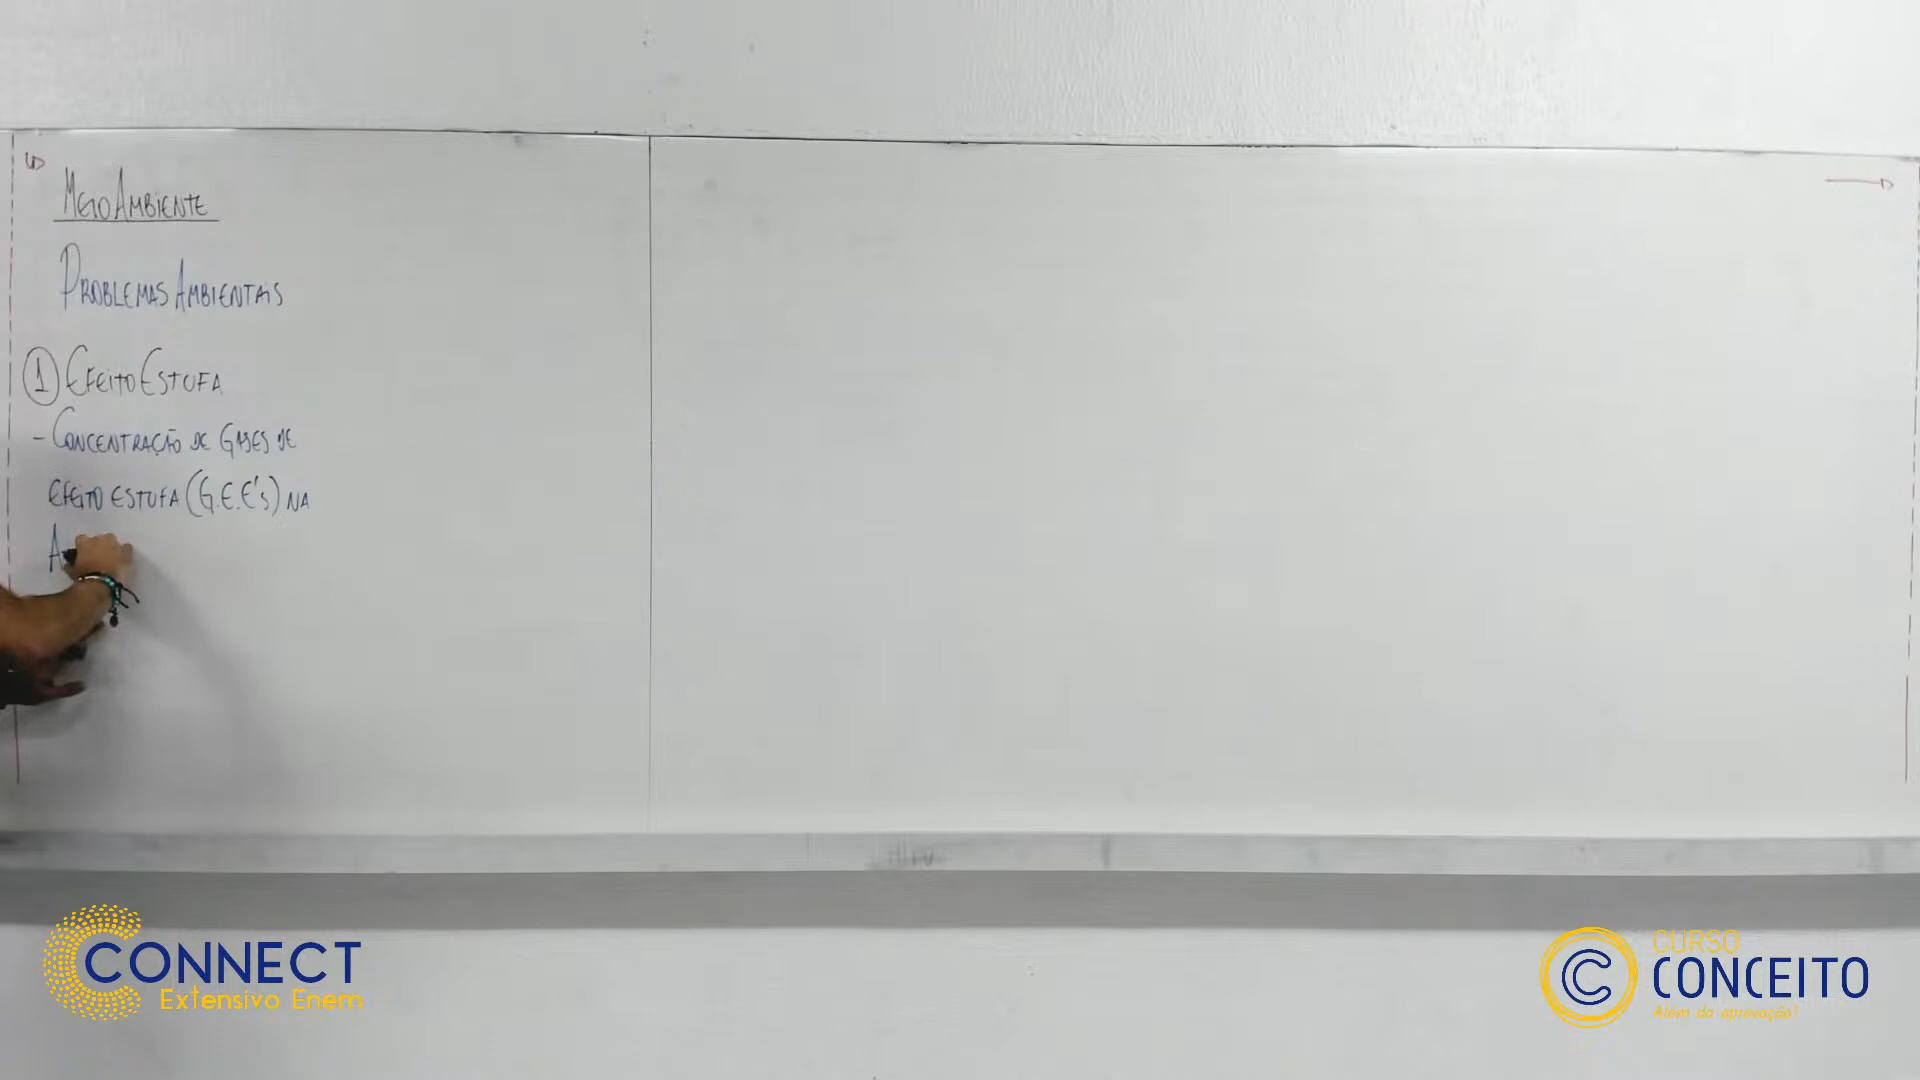 MEIO AMBIENTE
PROBLEMAS AMBIENTAIS
1 EFEITO ESTUFA
- CONCENTRAÇÃO DE GASES DE
EFEITO ESTUFA (G.E.E's) NA
A
CONNECT
Extensivo Enem
CURSO
CONCEITO
Além da aprovação!